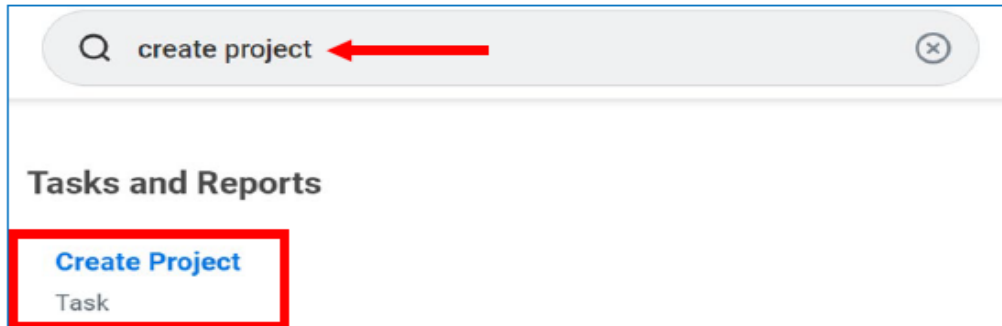 create project
Tasks and Reports
Create Project
Task